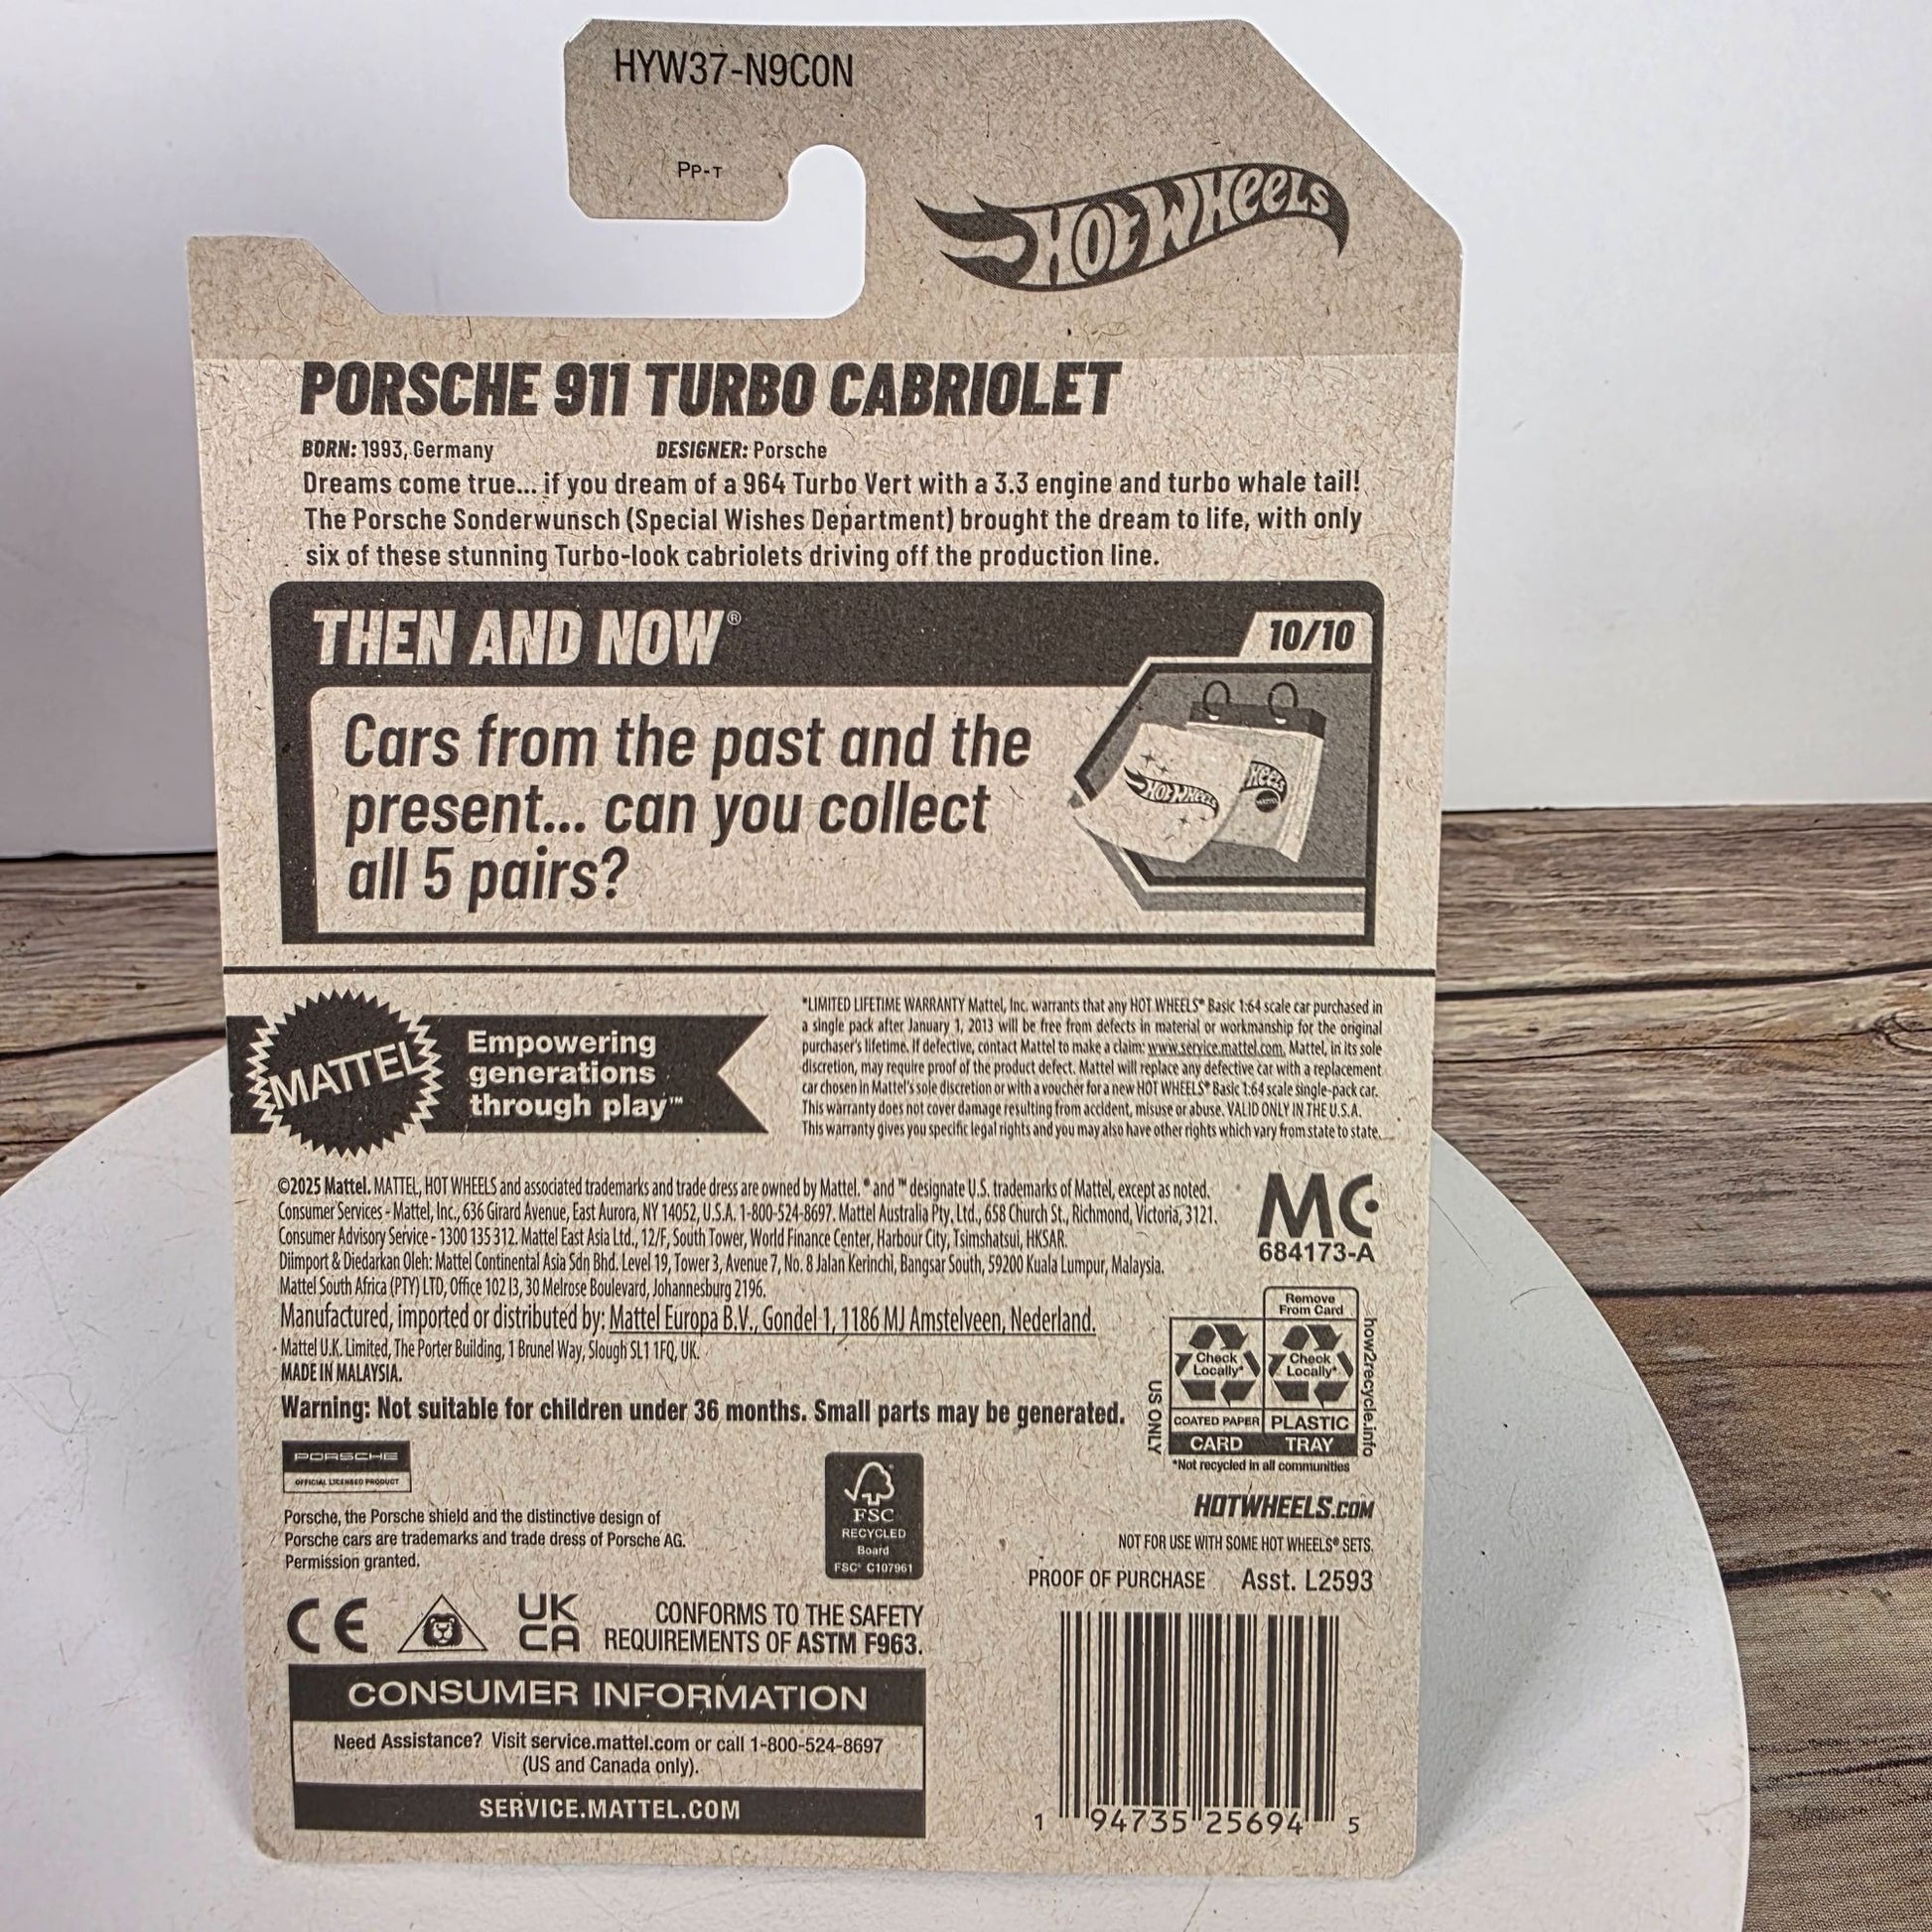 HYW37-N9C0N
PP-T
HOT WHEELS
PORSCHE 911 TURBO CABRIOLET
BORN: 1993, Germany DESIGNER: Porsche
Dreams come true... if you dream of a 964 Turbo Vert with a 3.3 engine and turbo whale tail!
The Porsche Sonderwunsch (Special Wishes Department) brought the dream to life, with only
six of these stunning Turbo-look cabriolets driving off the production line.
THEN AND NOW®
10/10
Cars from the past and the
present... can you collect
all 5 pairs?
HOT WHEELS
HEELS
MATTEL
Empowering
generations
through play™
*LIMITED LIFETIME WARRANTY Mattel, Inc. warrants that any HOT WHEELS® Basic 1:64 scale car purchased in
a single pack after January 1, 2013 will be free from defects in material or workmanship for the original
purchaser's lifetime. If defective, contact Mattel to make a claim: www.service.mattel.com. Mattel, in its sole
discretion, may require proof of the product defect. Mattel will replace any defective car with a replacement
car chosen in Mattel's sole discretion or with a voucher for a new HOT WHEELS® Basic 1:64 scale single-pack car.
This warranty does not cover damage resulting from accident, misuse or abuse. VALID ONLY IN THE U.S.A.
This warranty gives you specific legal rights and you may also have other rights which vary from state to state.
©2025 Mattel. MATTEL, HOT WHEELS and associated trademarks and trade dress are owned by Mattel. ® and ™ designate U.S. trademarks of Mattel, except as noted.
Consumer Services - Mattel, Inc., 636 Girard Avenue, East Aurora, NY 14052, U.S.A. 1-800-524-8697. Mattel Australia Pty. Ltd., 658 Church St., Richmond, Victoria, 3121.
Consumer Advisory Service - 1300 135 312. Mattel East Asia Ltd., 12/F, South Tower, World Finance Center, Harbour City, Tsimshatsui, HKSAR.
Diimport & Diedarkan Oleh: Mattel Continental Asia Sdn Bhd. Level 19, Tower 3, Avenue 7, No. 8 Jalan Kerinchi, Bangsar South, 59200 Kuala Lumpur, Malaysia.
Mattel South Africa (PTY) LTD, Office 102 I3, 30 Melrose Boulevard, Johannesburg 2196.
Manufactured, imported or distributed by: Mattel Europa B.V., Gondel 1, 1186 MJ Amstelveen, Nederland.
Mattel U.K. Limited, The Porter Building, 1 Brunel Way, Slough SL1 1FQ, UK.
MADE IN MALAYSIA.
Warning: Not suitable for children under 36 months. Small parts may be generated.
MC
684173-A
Remove
From Card
Check
Locally*
Check
Locally*
COATED PAPER PLASTIC
CARD TRAY
US ONLY
how2recycle.info
*Not recycled in all communities
PORSCHE
OFFICIAL LICENSED PRODUCT
Porsche, the Porsche shield and the distinctive design of
Porsche cars are trademarks and trade dress of Porsche AG.
Permission granted.
FSC
RECYCLED
Board
FSC® C107961
HOTWHEELS.COM
NOT FOR USE WITH SOME HOT WHEELS® SETS.
PROOF OF PURCHASE Asst. L2593
CE
UK
CA
CONFORMS TO THE SAFETY
REQUIREMENTS OF ASTM F963.
CONSUMER INFORMATION
Need Assistance? Visit service.mattel.com or call 1-800-524-8697
(US and Canada only).
SERVICE.MATTEL.COM
1 94735 25694 5